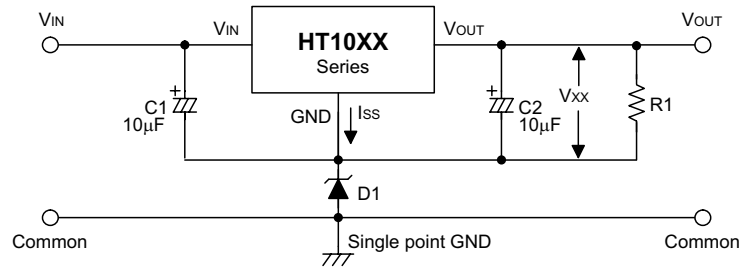 VIN
VIN
HT10XX
Series
VOUT
VOUT
+
C1
10μF
GND
ISS
+
C2
10μF
VXX
R1
D1
Common
Single point GND
Common